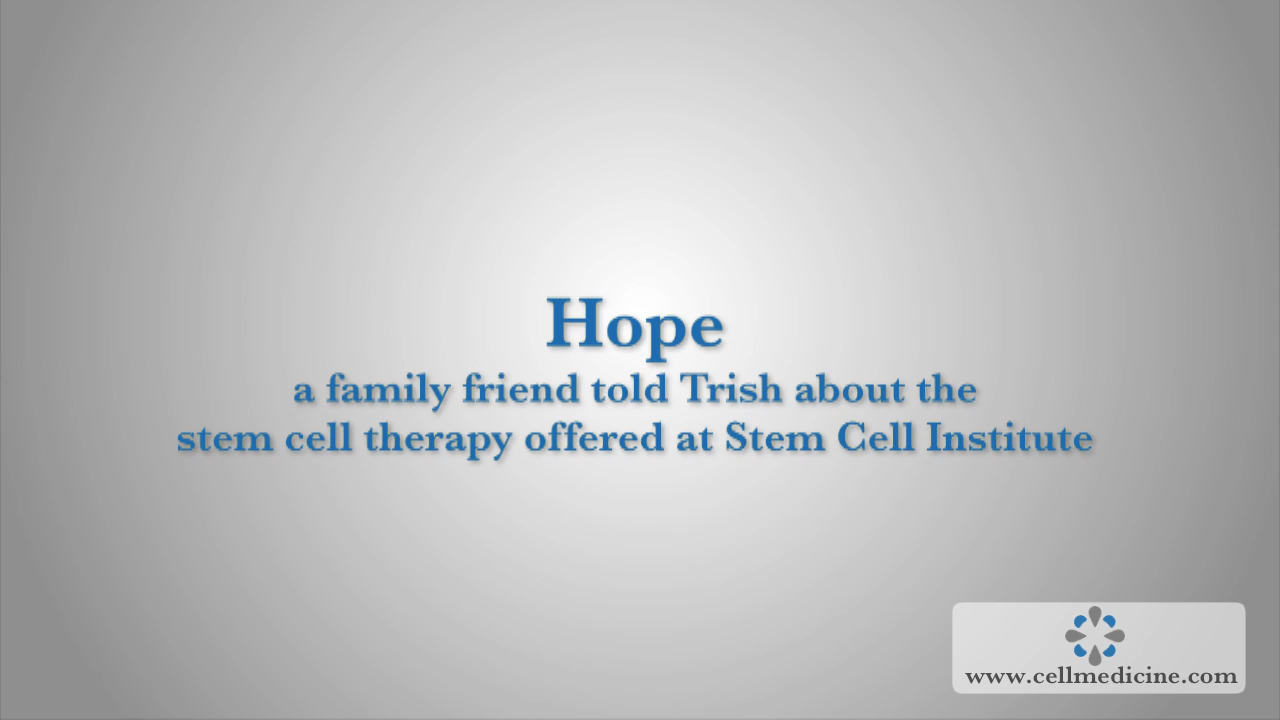 Hope
a family friend told Trish about the
stem cell therapy offered at Stem Cell Institute
www.cellmedicine.com